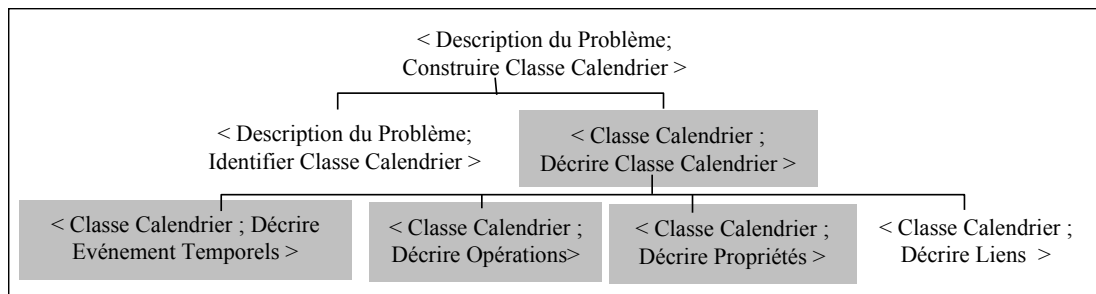 < Description du Problème;
Construire Classe Calendrier >
< Description du Problème;
Identifier Classe Calendrier >
< Classe Calendrier ;
Décrire Classe Calendrier >
< Classe Calendrier ; Décrire
Evénement Temporels >
< Classe Calendrier ;
Décrire Opérations>
< Classe Calendrier ;
Décrire Propriétés >
< Classe Calendrier ;
Décrire Liens >